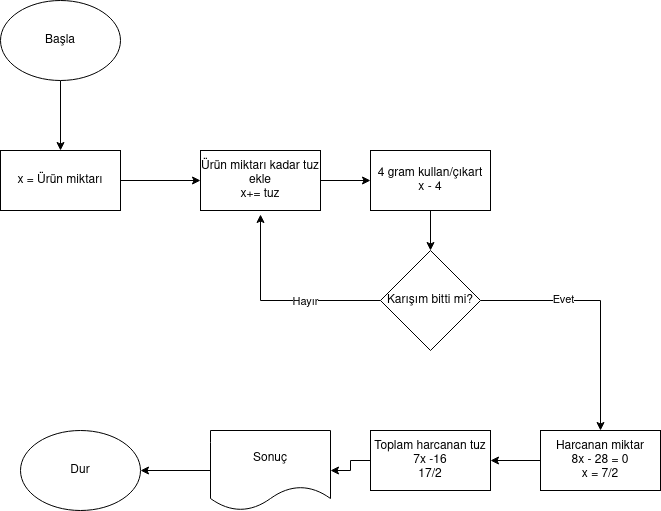 Başla
x = Ürün miktarı
Ürün miktarı kadar tuz
ekle
x+= tuz
4 gram kullan/çıkart
x - 4
Karışım bitti mi?
Hayır
Evet
Harcanan miktar
8x - 28 = 0
x = 7/2
Toplam harcanan tuz
7x -16
17/2
Sonuç
Dur